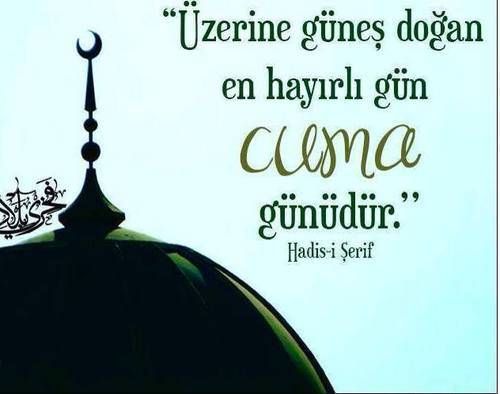 “Üzerine güneş doğan
en hayırlı gün
cuma
günüdür.’’
Hadis-i Şerif